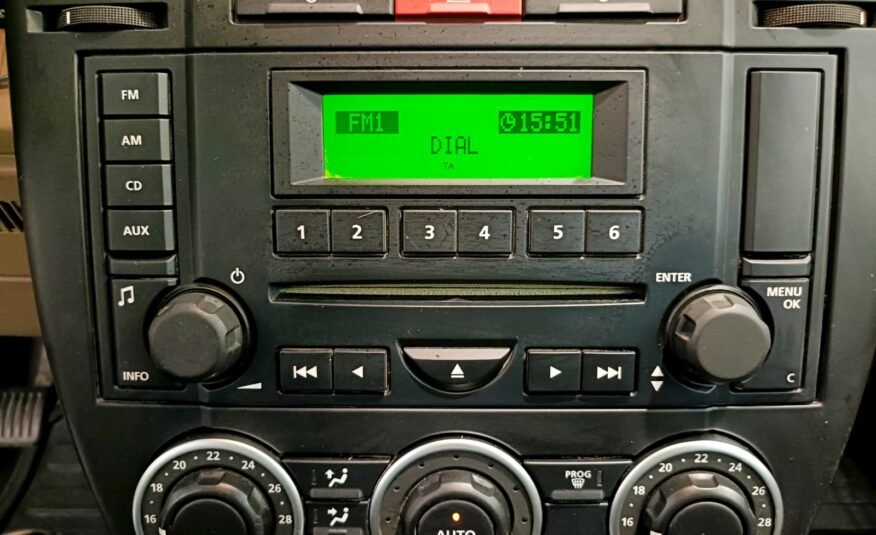 FM
AM
CD
AUX
INFO
FM1 15:51
DIAL
TA
1 2 3 4 5 6
ENTER
MENU
OK
C
16 18 20 22 24 26 28
AUTO
PROG
16 18 20 22 24 26 28